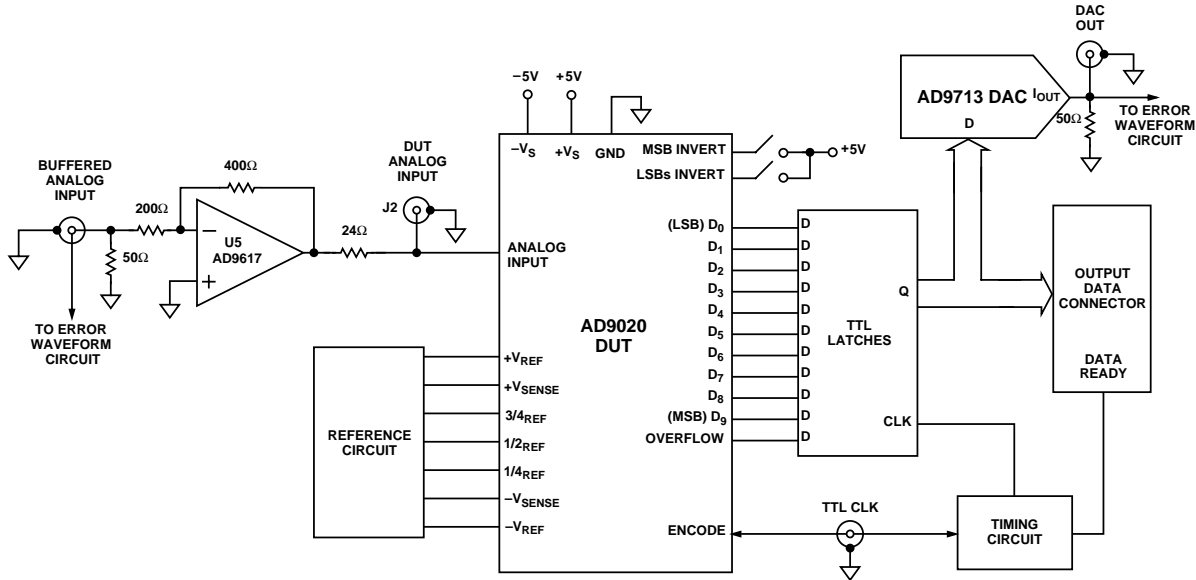 DAC
OUT
AD9713 DAC
IOUT
D
50Ω
TO ERROR
WAVEFORM
CIRCUIT
–5V
+5V
–VS
+VS
GND
MSB INVERT
LSBs INVERT
+5V
BUFFERED
ANALOG
INPUT
200Ω
400Ω
50Ω
–
+
U5
AD9617
24Ω
DUT
ANALOG
INPUT
J2
ANALOG
INPUT
TO ERROR
WAVEFORM
CIRCUIT
AD9020
DUT
REFERENCE
CIRCUIT
+VREF
+VSENSE
3/4REF
1/2REF
1/4REF
–VSENSE
–VREF
(LSB) D0
D1
D2
D3
D4
D5
D6
D7
D8
(MSB) D9
OVERFLOW
ENCODE
D
D
D
D
D
D
D
D
D
D
D
Q
TTL
LATCHES
CLK
OUTPUT
DATA
CONNECTOR
DATA
READY
TTL CLK
TIMING
CIRCUIT